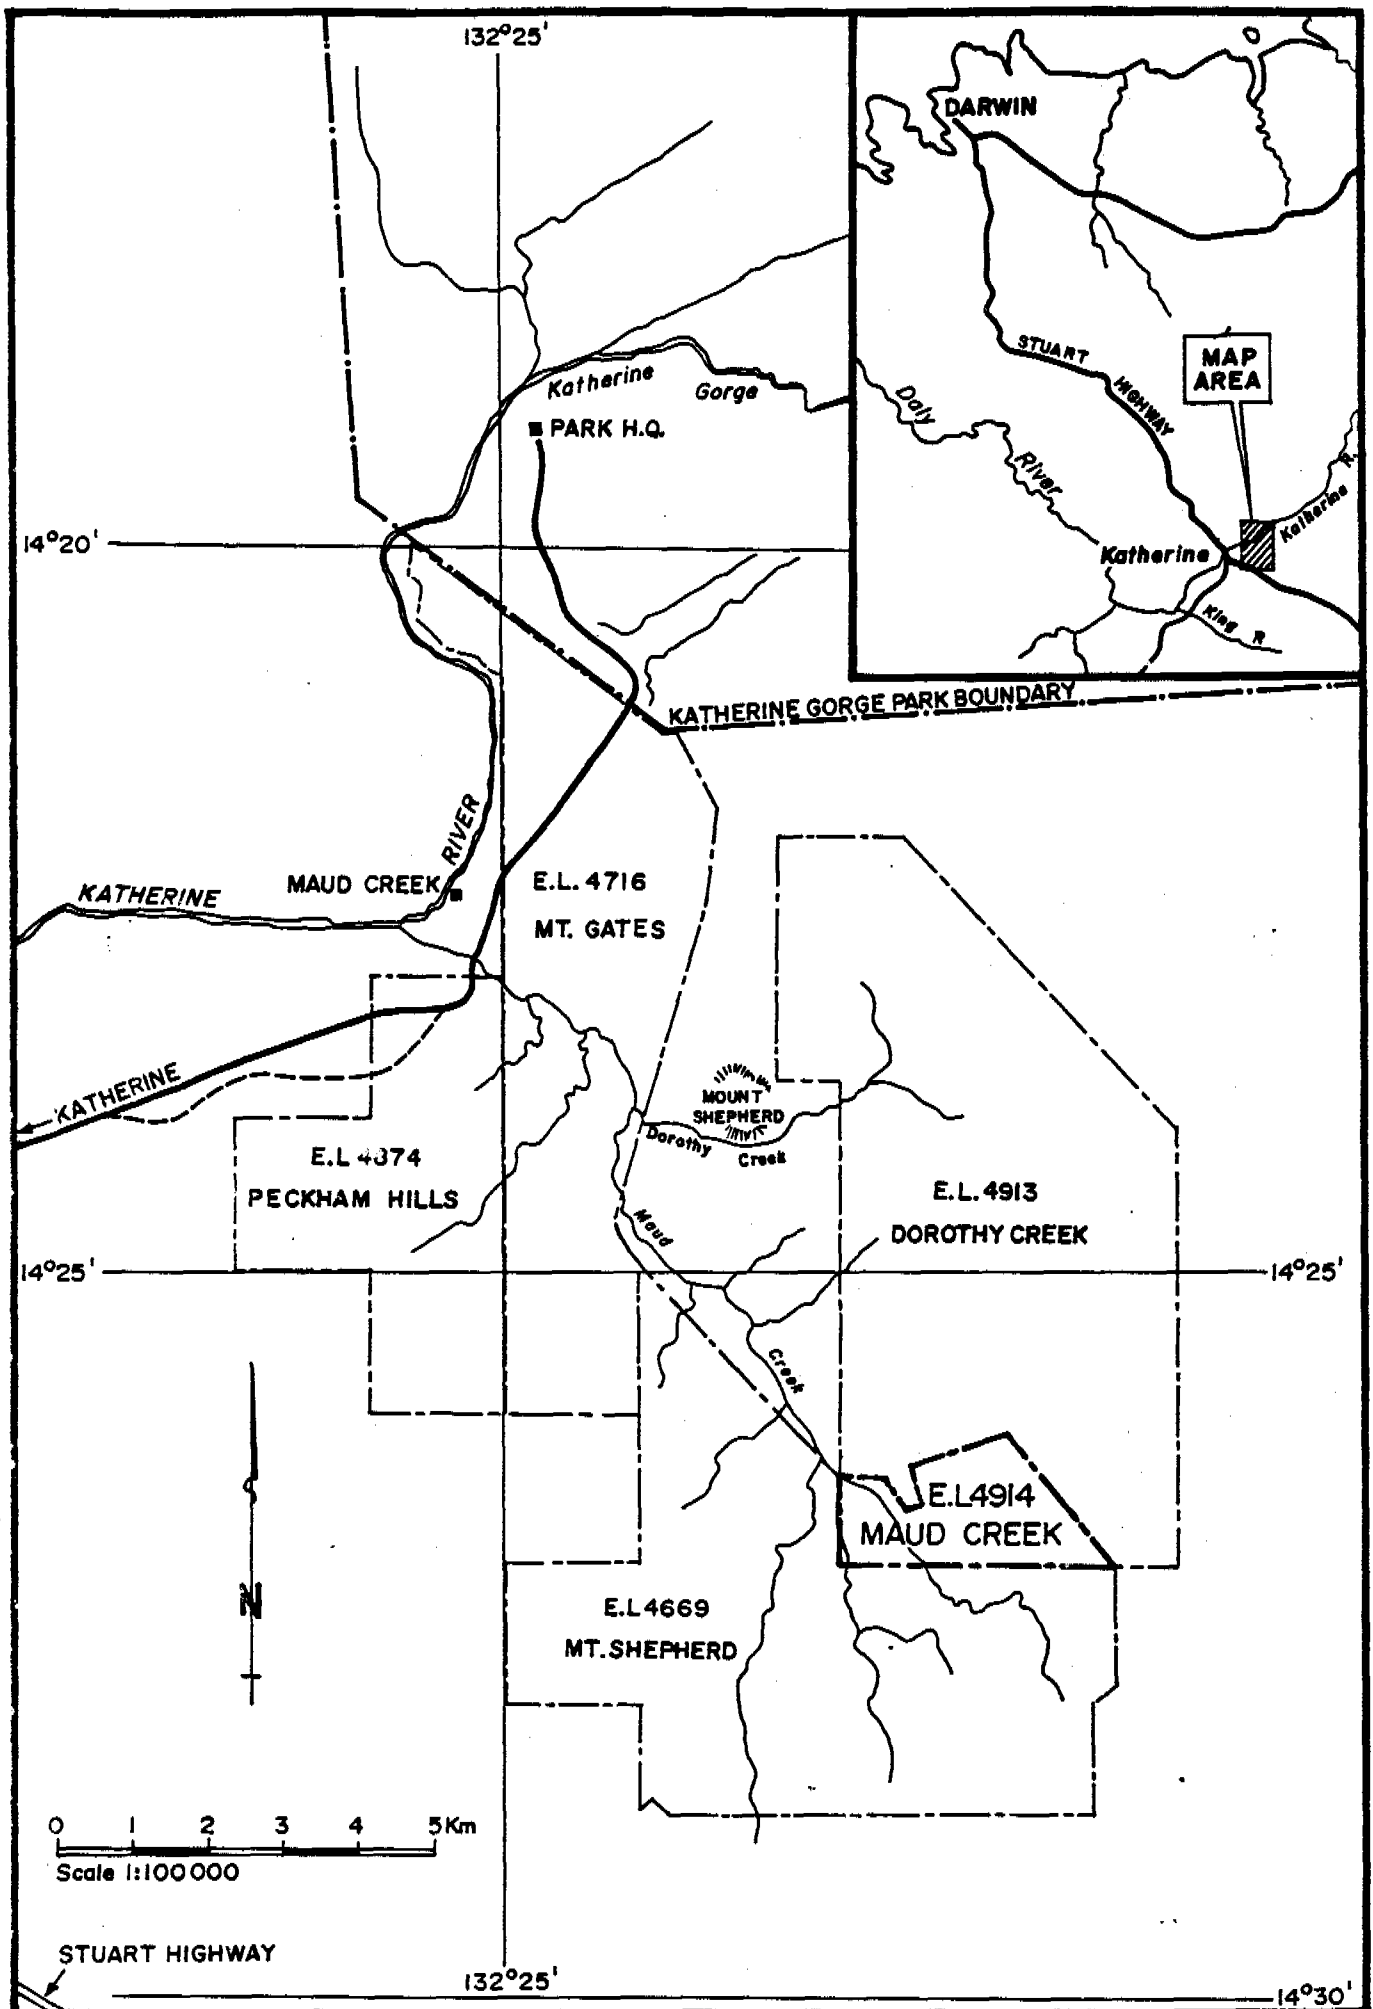 132°25'
DARWIN
STUART HIGHWAY
MAP
AREA
Daly River
Katherine R.
Katherine
King R
Katherine Gorge
PARK H.Q.
14°20'
KATHERINE GORGE PARK BOUNDARY
RIVER
KATHERINE
MAUD CREEK
E.L. 4716
MT. GATES
KATHERINE
MOUNT
SHEPHERD
Dorothy Creek
E.L 4374
PECKHAM HILLS
E.L. 4913
DOROTHY CREEK
Maud
14°25'
14°25'
Creek
E.L4914
MAUD CREEK
N
E.L4669
MT. SHEPHERD
0 1 2 3 4 5Km
Scale 1:100000
STUART HIGHWAY
132°25'
14°30'